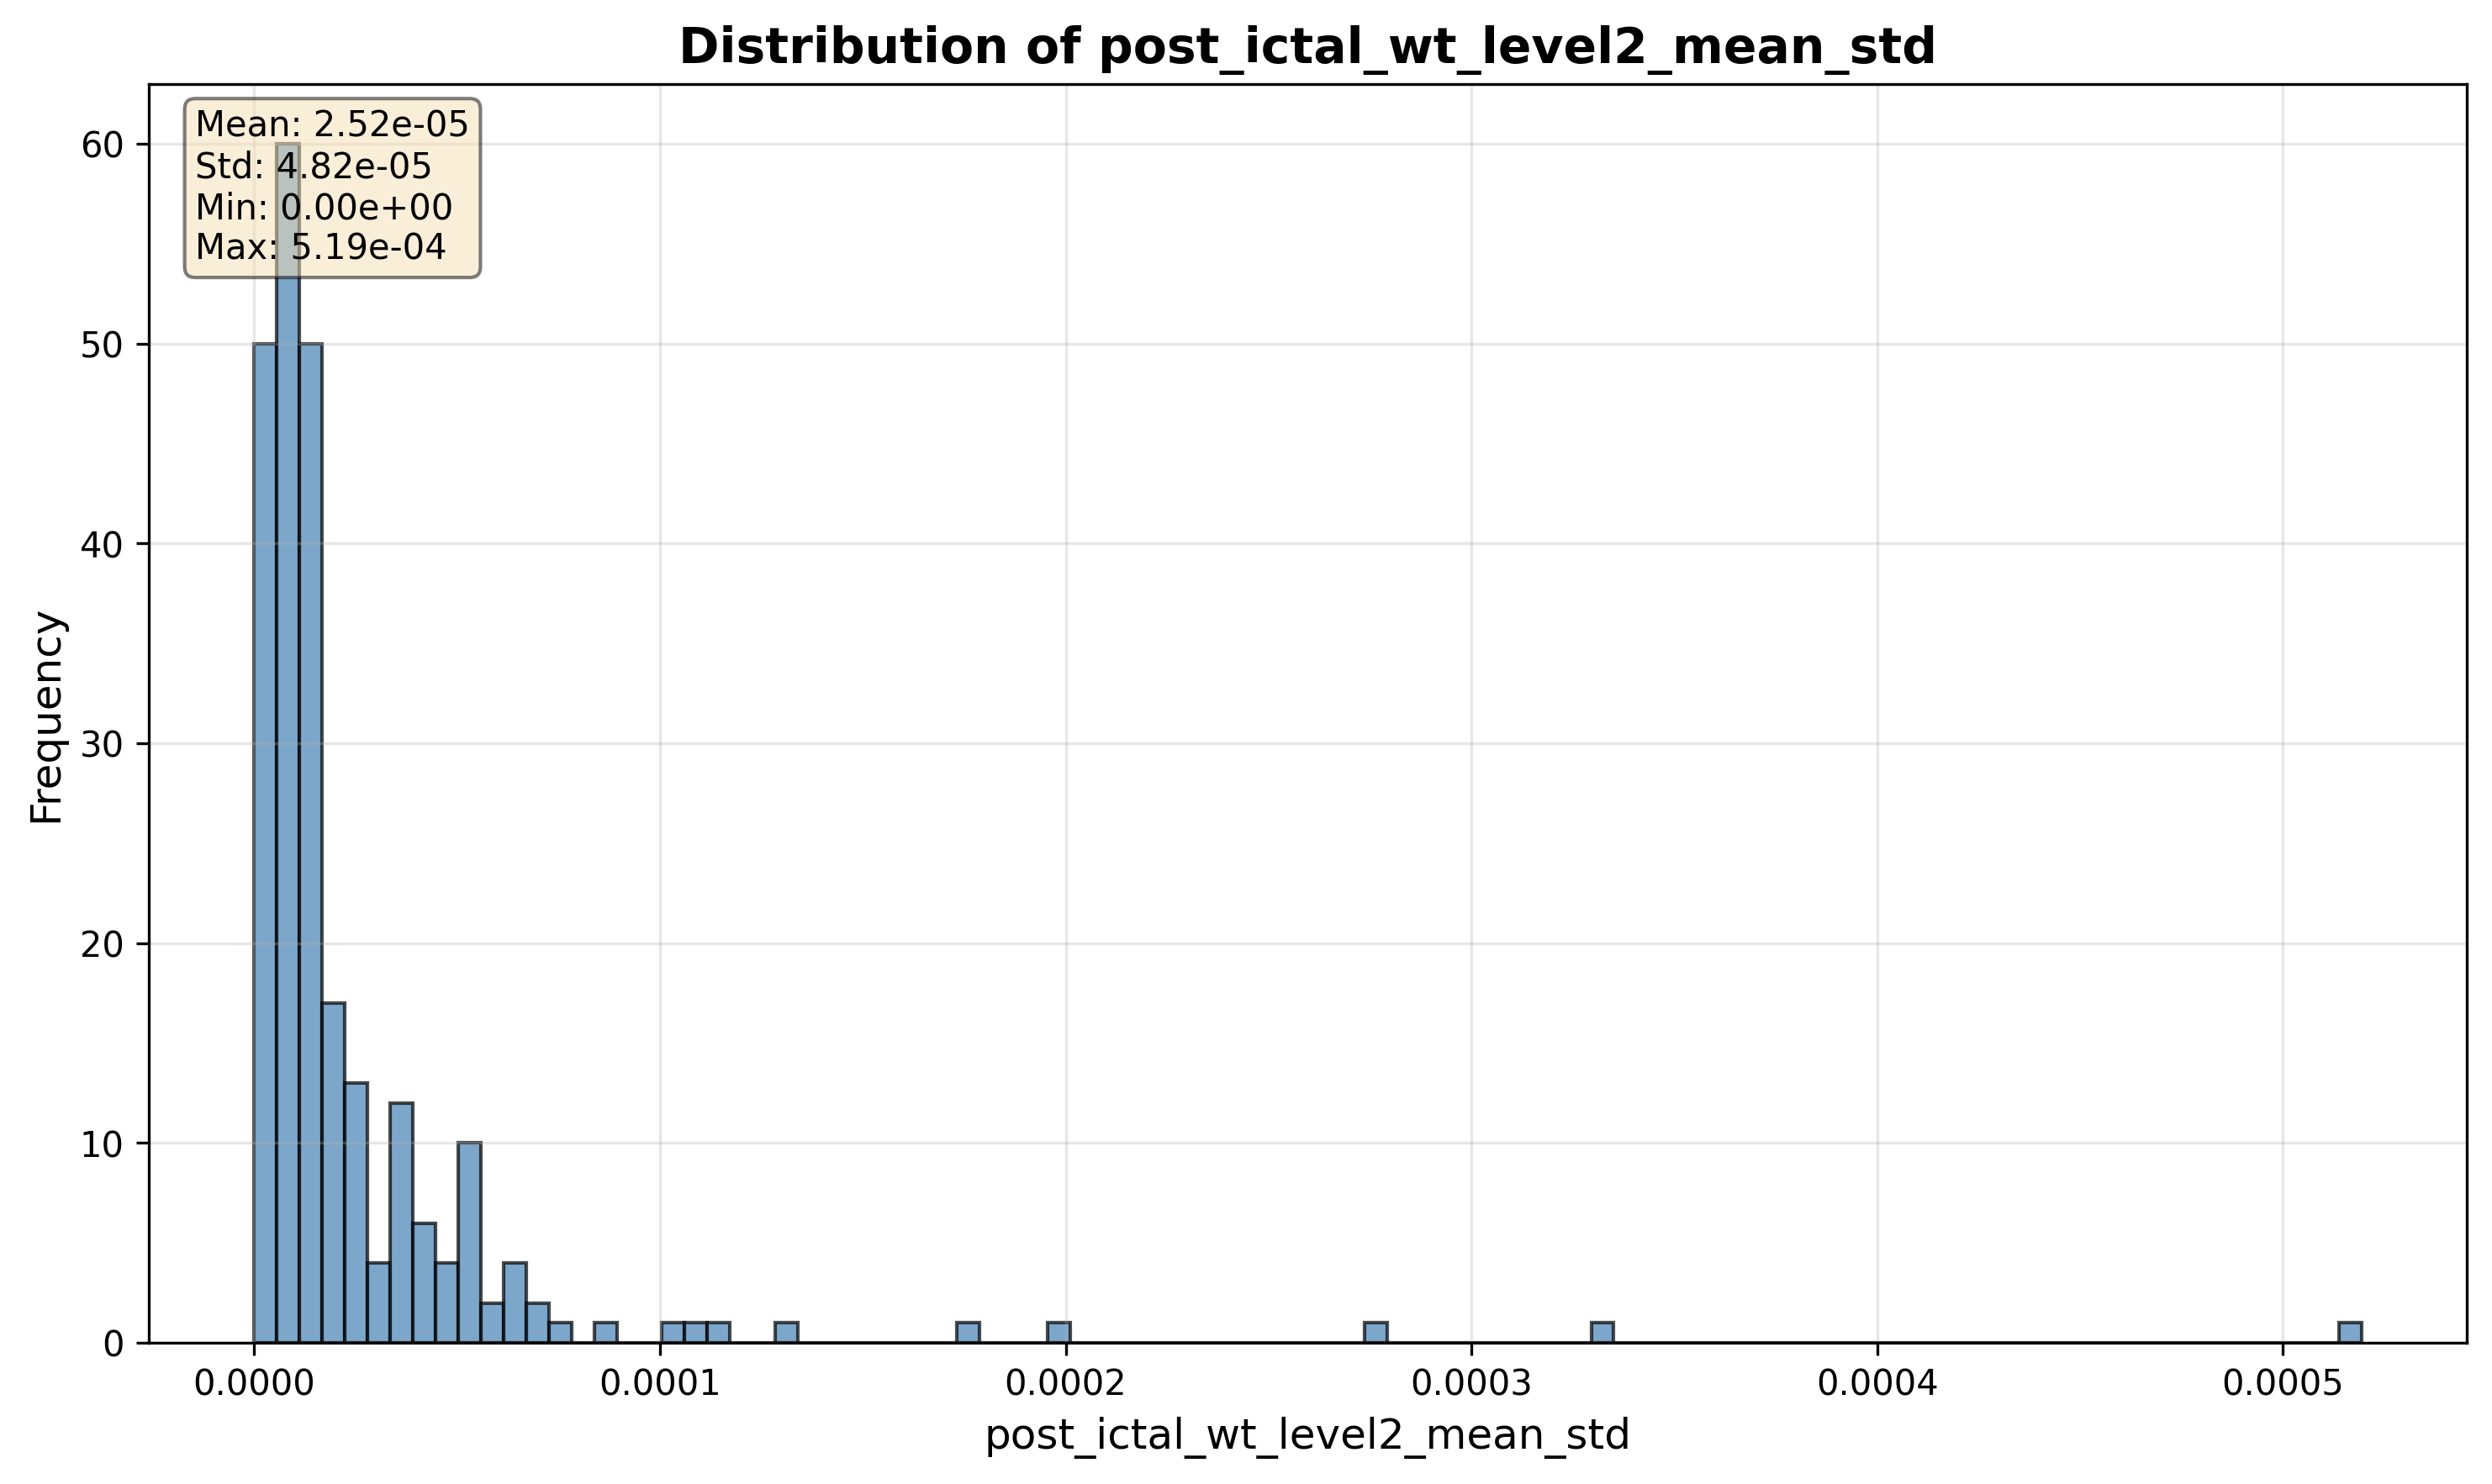 Distribution of post_ictal_wt_level2_mean_std
Mean: 2.52e-05
Std: 4.82e-05
Min: 0.00e+00
Max: 5.19e-04
60
50
40
30
20
10
0
Frequency
0.0000 0.0001 0.0002 0.0003 0.0004 0.0005
post_ictal_wt_level2_mean_std